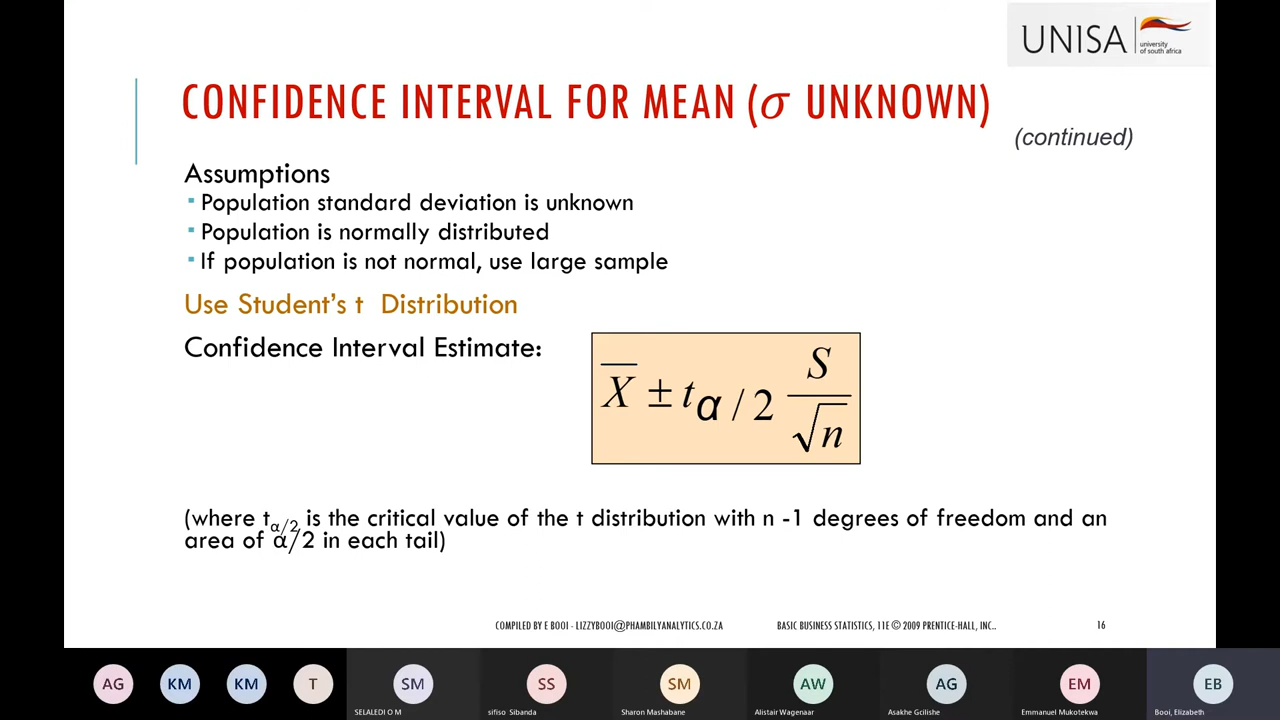 UNISA
university
of south africa
CONFIDENCE INTERVAL FOR MEAN (σ UNKNOWN)
(continued)
Assumptions
▪ Population standard deviation is unknown
▪ Population is normally distributed
▪ If population is not normal, use large sample
Use Student's t Distribution
Confidence Interval Estimate:
X̅ ± tα/2 S/√n
(where tα/2 is the critical value of the t distribution with n -1 degrees of freedom and an
area of α/2 in each tail)
COMPILED BY E BOOI - LIZZYBOOI@PHAMBILYANALYTICS.CO.ZA BASIC BUSINESS STATISTICS, 11E © 2009 PRENTICE-HALL, INC.. 16
AG KM KM T SM SS SM AW AG EM EB
SELALEDI O M sifiso Sibanda Sharon Mashabane Alistair Wagenaar Asakhe Gcilishe Emmanuel Mukotekwa Booi, Elizabeth